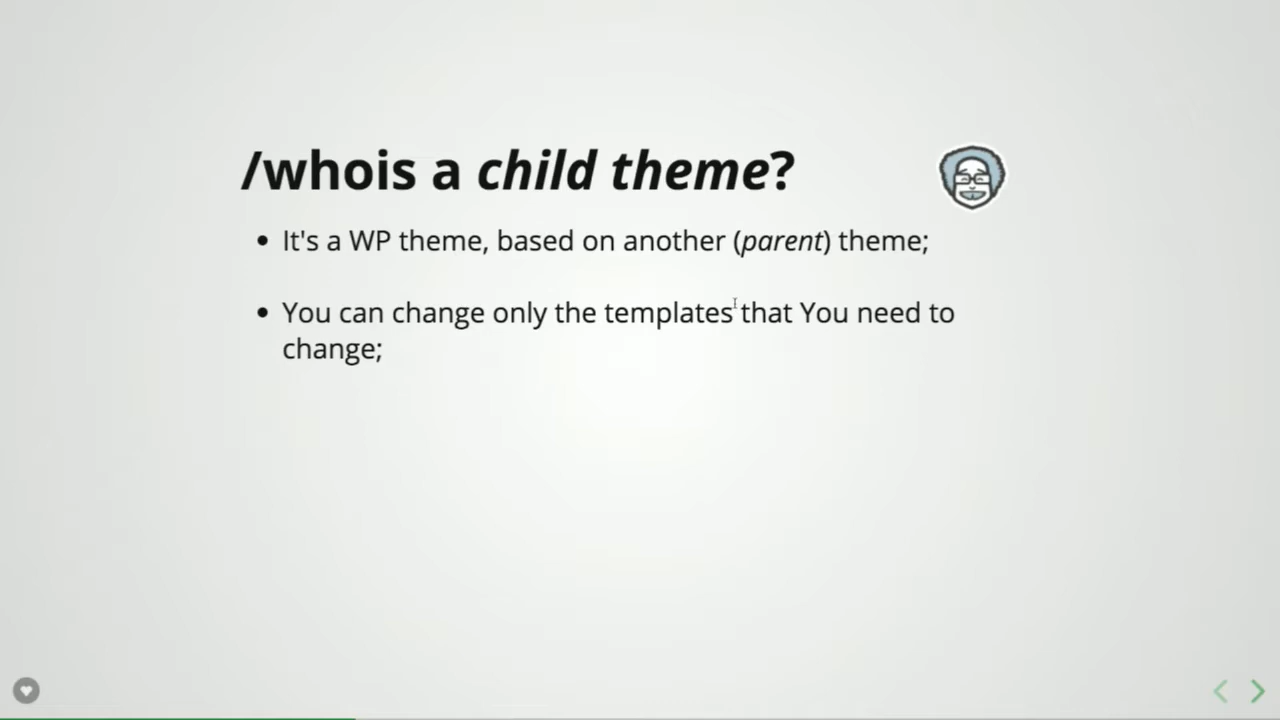 /whois a child theme?
It's a WP theme, based on another (parent) theme;
You can change only the templates that You need to
change;